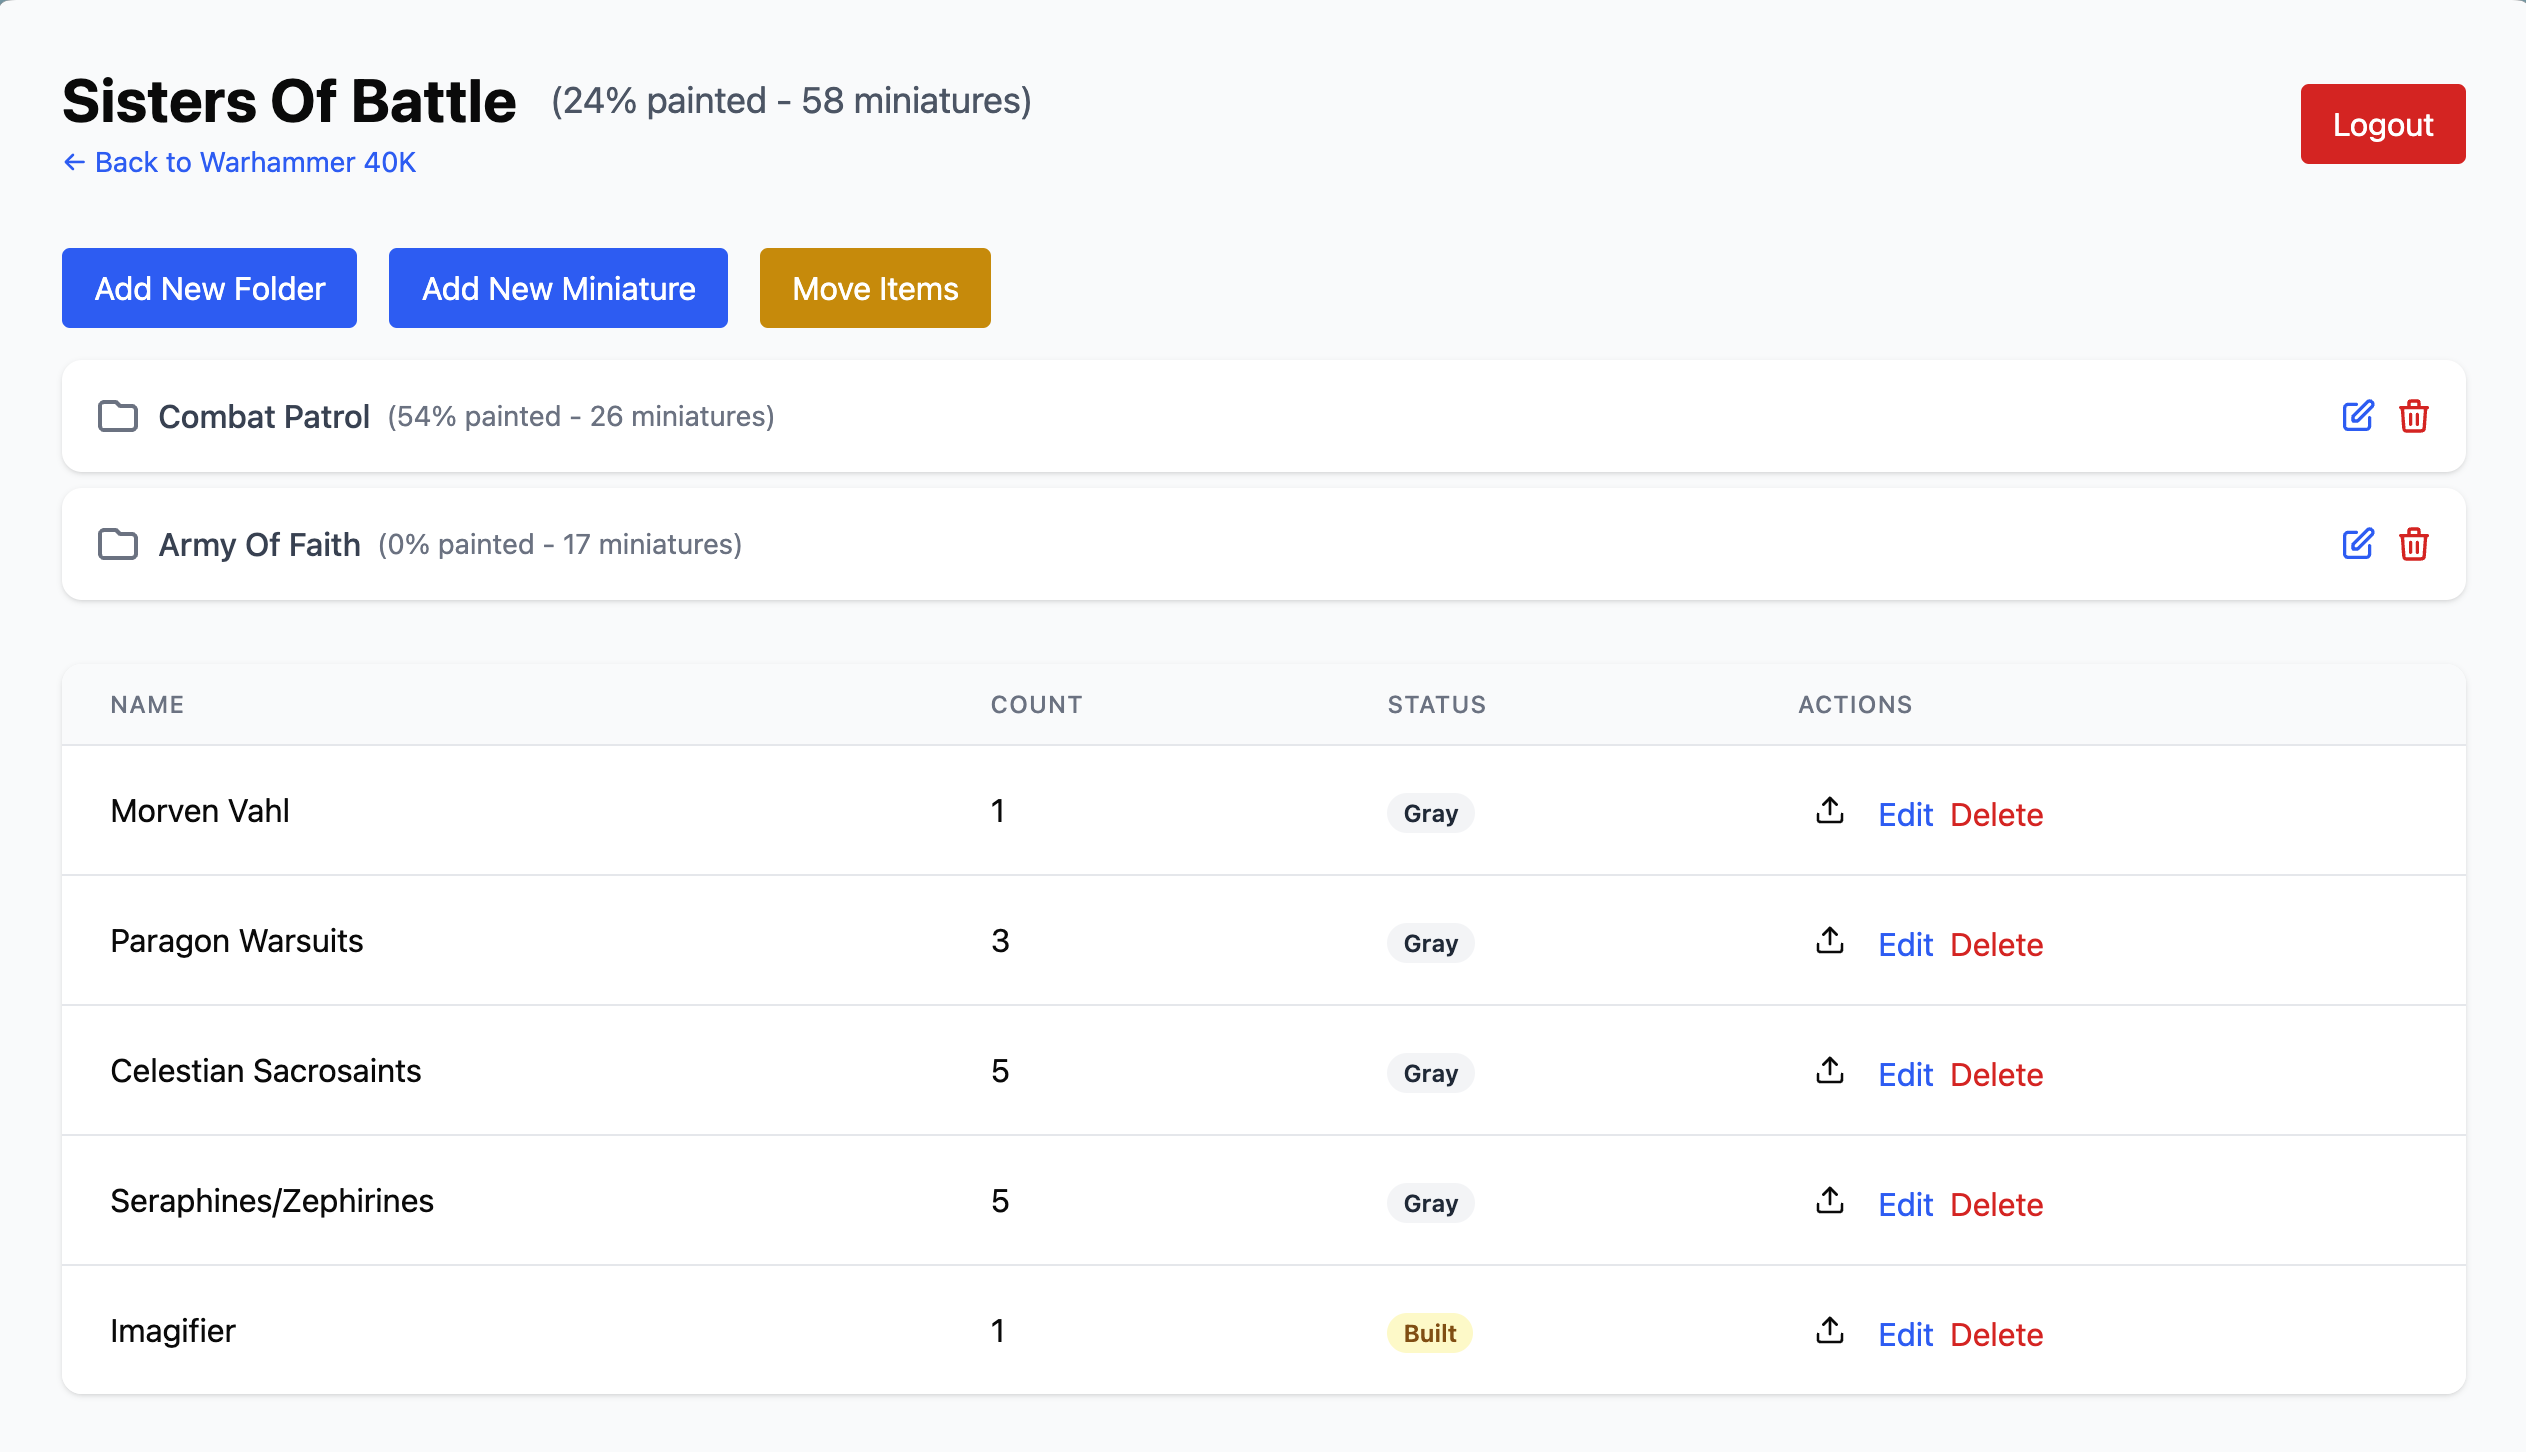 Sisters Of Battle (24% painted - 58 miniatures)
← Back to Warhammer 40K
Logout
Add New Folder Add New Miniature Move Items
Combat Patrol (54% painted - 26 miniatures)
Army Of Faith (0% painted - 17 miniatures)
NAME COUNT STATUS ACTIONS
Morven Vahl 1 Gray Edit Delete
Paragon Warsuits 3 Gray Edit Delete
Celestian Sacrosaints 5 Gray Edit Delete
Seraphines/Zephirines 5 Gray Edit Delete
Imagifier 1 Built Edit Delete